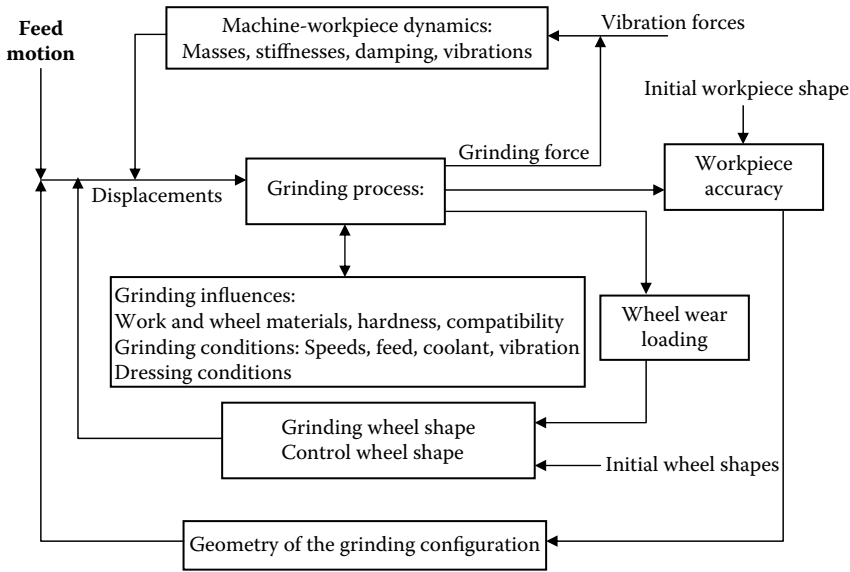 Feed
motion
Machine-workpiece dynamics:
Masses, stiffnesses, damping, vibrations
Vibration forces
Initial workpiece shape
Grinding force
Workpiece
accuracy
Grinding process:
Displacements
Grinding influences:
Work and wheel materials, hardness, compatibility
Grinding conditions: Speeds, feed, coolant, vibration
Dressing conditions
Wheel wear
loading
Grinding wheel shape
Control wheel shape
Initial wheel shapes
Geometry of the grinding configuration